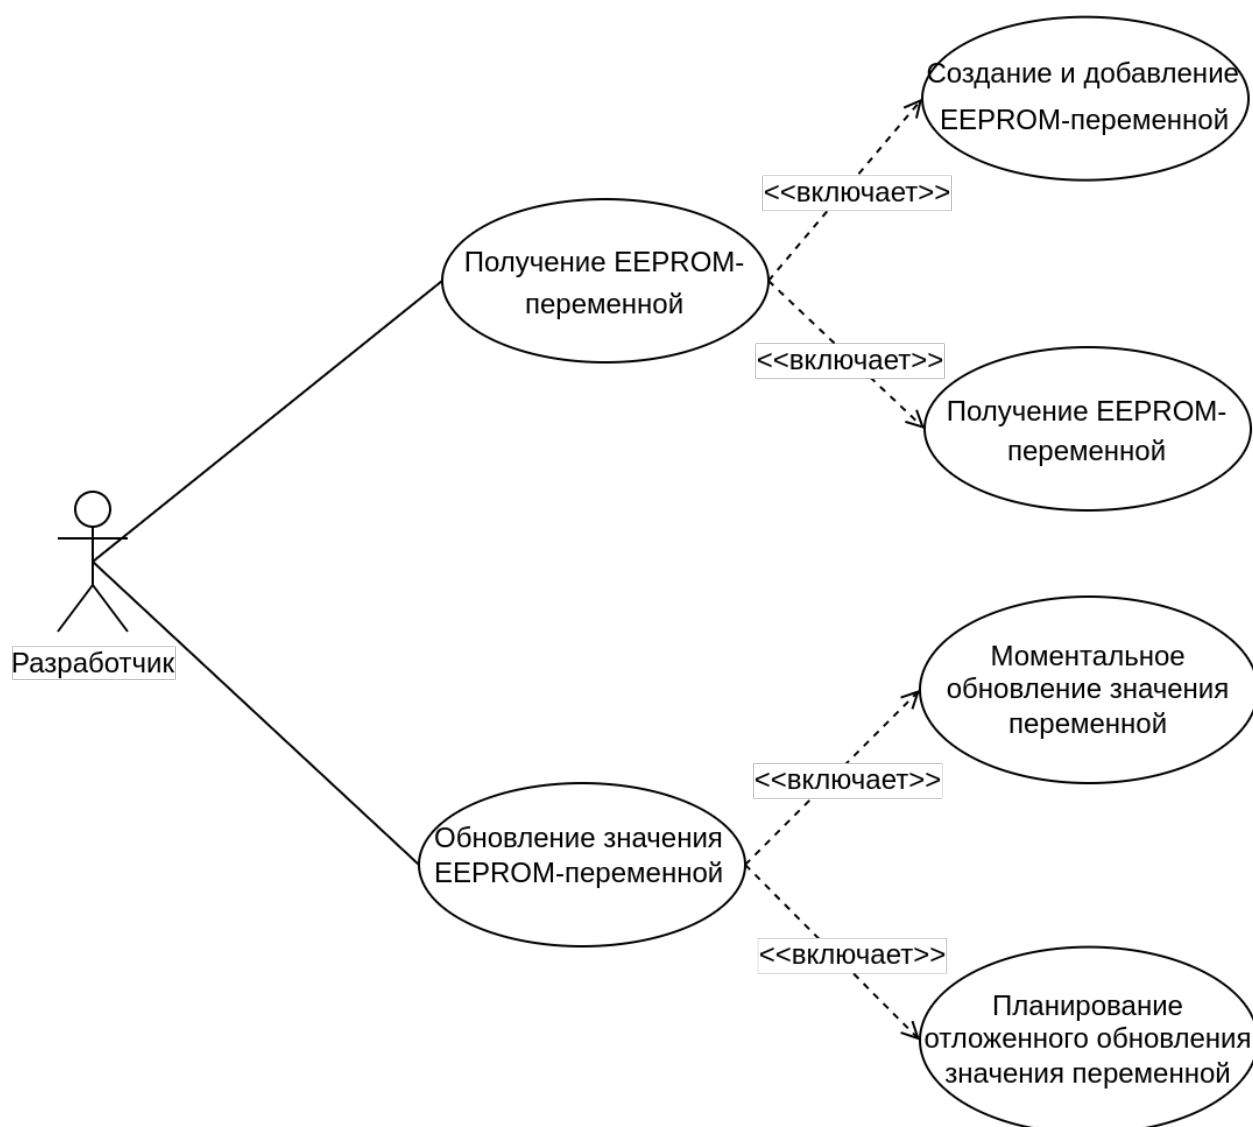 Создание и добавление
EEPROM-переменной
<<включает>>
Получение EEPROM-
переменной
<<включает>>
Получение EEPROM-
переменной
Разработчик
Моментальное
обновление значения
переменной
<<включает>>
Обновление значения
EEPROM-переменной
<<включает>>
Планирование
отложенного обновления
значения переменной